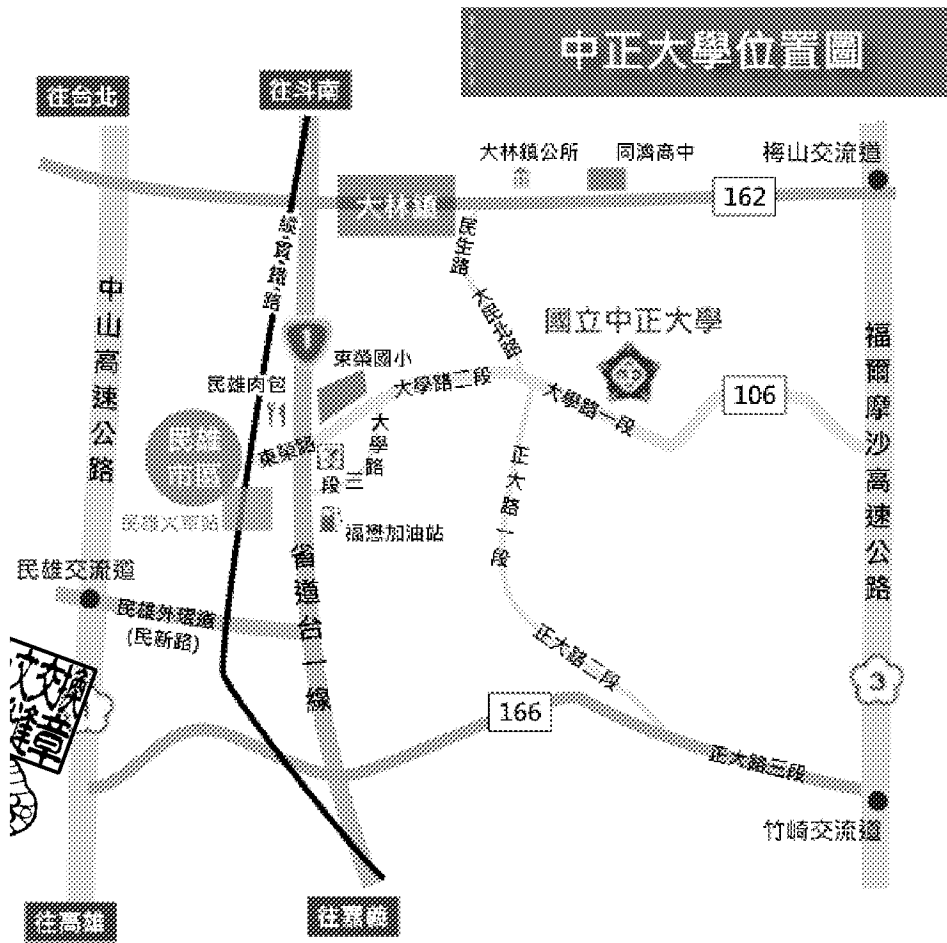 中正大學位置圖
往台北
往斗南
大林鎮公所
同濟高中
梅山交流道
162
大林鎮
民生路
縱貫鐵路
中山高速公路
1
國立中正大學
福爾摩沙高速公路
東榮國小
民雄肉包
大學路二段
大學路一段
106
民雄
市區
東榮路
大學路三段
正大路一段
民雄火車站
福懋加油站
省道台一線
民雄交流道
民雄外環道
(民新路)
正大路二段
3
166
正大路三段
竹崎交流道
往高雄
往嘉義